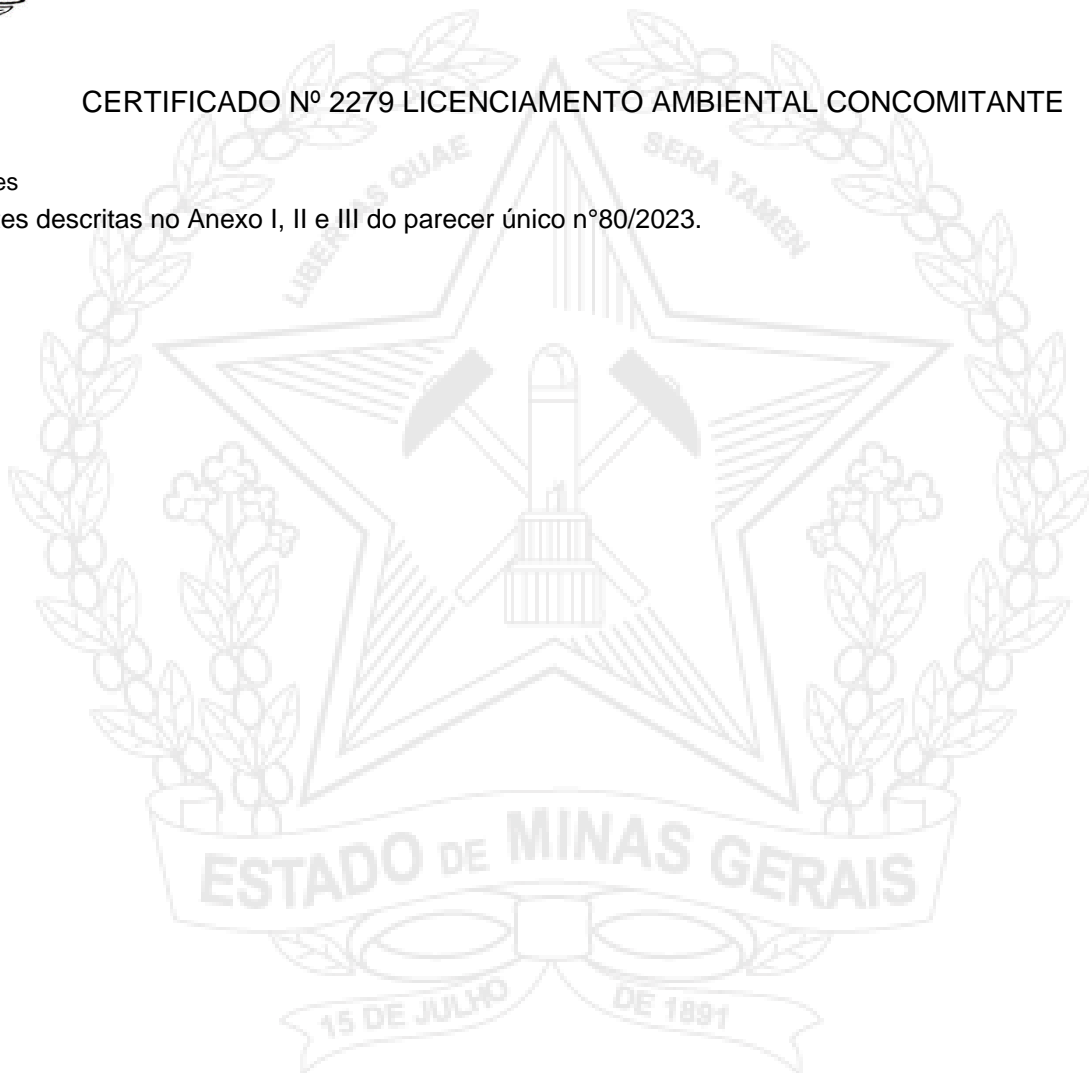 CERTIFICADO Nº 2279 LICENCIAMENTO AMBIENTAL CONCOMITANTE
es
es descritas no Anexo I, II e III do parecer único n°80/2023.
LIBERTAS QUAE SERA TAMEN
ESTADO DE MINAS GERAIS
15 DE JULHO DE 1891